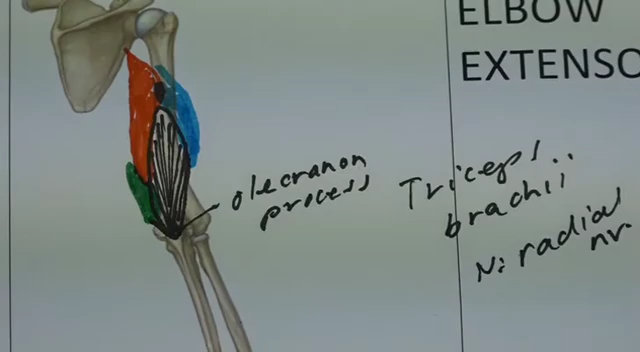 ELBOW
EXTENSO
olecranon
process
Triceps
brachii
N: radial
nr.